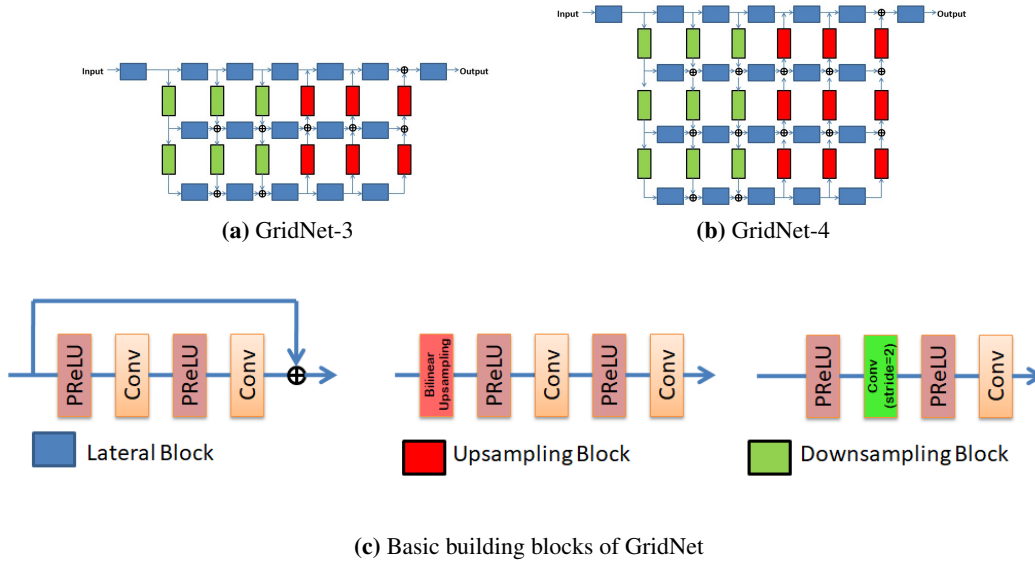 Input
Output
Input
Output
(a) GridNet-3
(b) GridNet-4
PReLU
Conv
PReLU
Conv
Bilinear
Upsampling
PReLU
Conv
PReLU
Conv
PReLU
Conv
(stride=2)
PReLU
Conv
Lateral Block
Upsampling Block
Downsampling Block
(c) Basic building blocks of GridNet